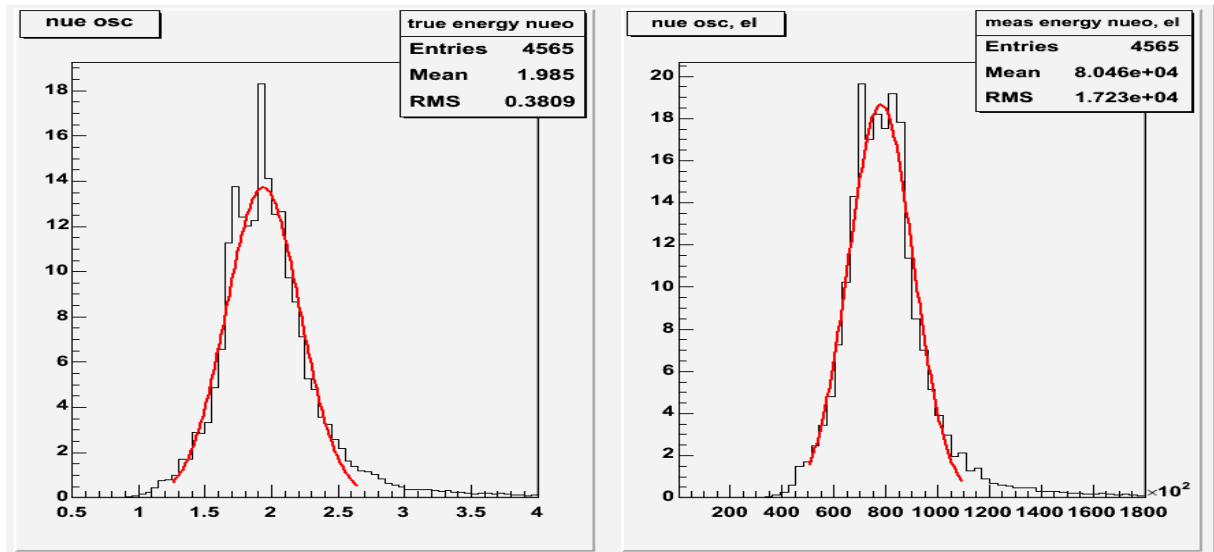 nue osc
true energy nueo
Entries 4565
Mean 1.985
RMS 0.3809
18
16
14
12
10
8
6
4
2
0
0.5 1 1.5 2 2.5 3 3.5 4
nue osc, el
meas energy nueo, el
Entries 4565
Mean 8.046e+04
RMS 1.723e+04
20
18
16
14
12
10
8
6
4
2
0
×10²
200 400 600 800 1000 1200 1400 1600 1800